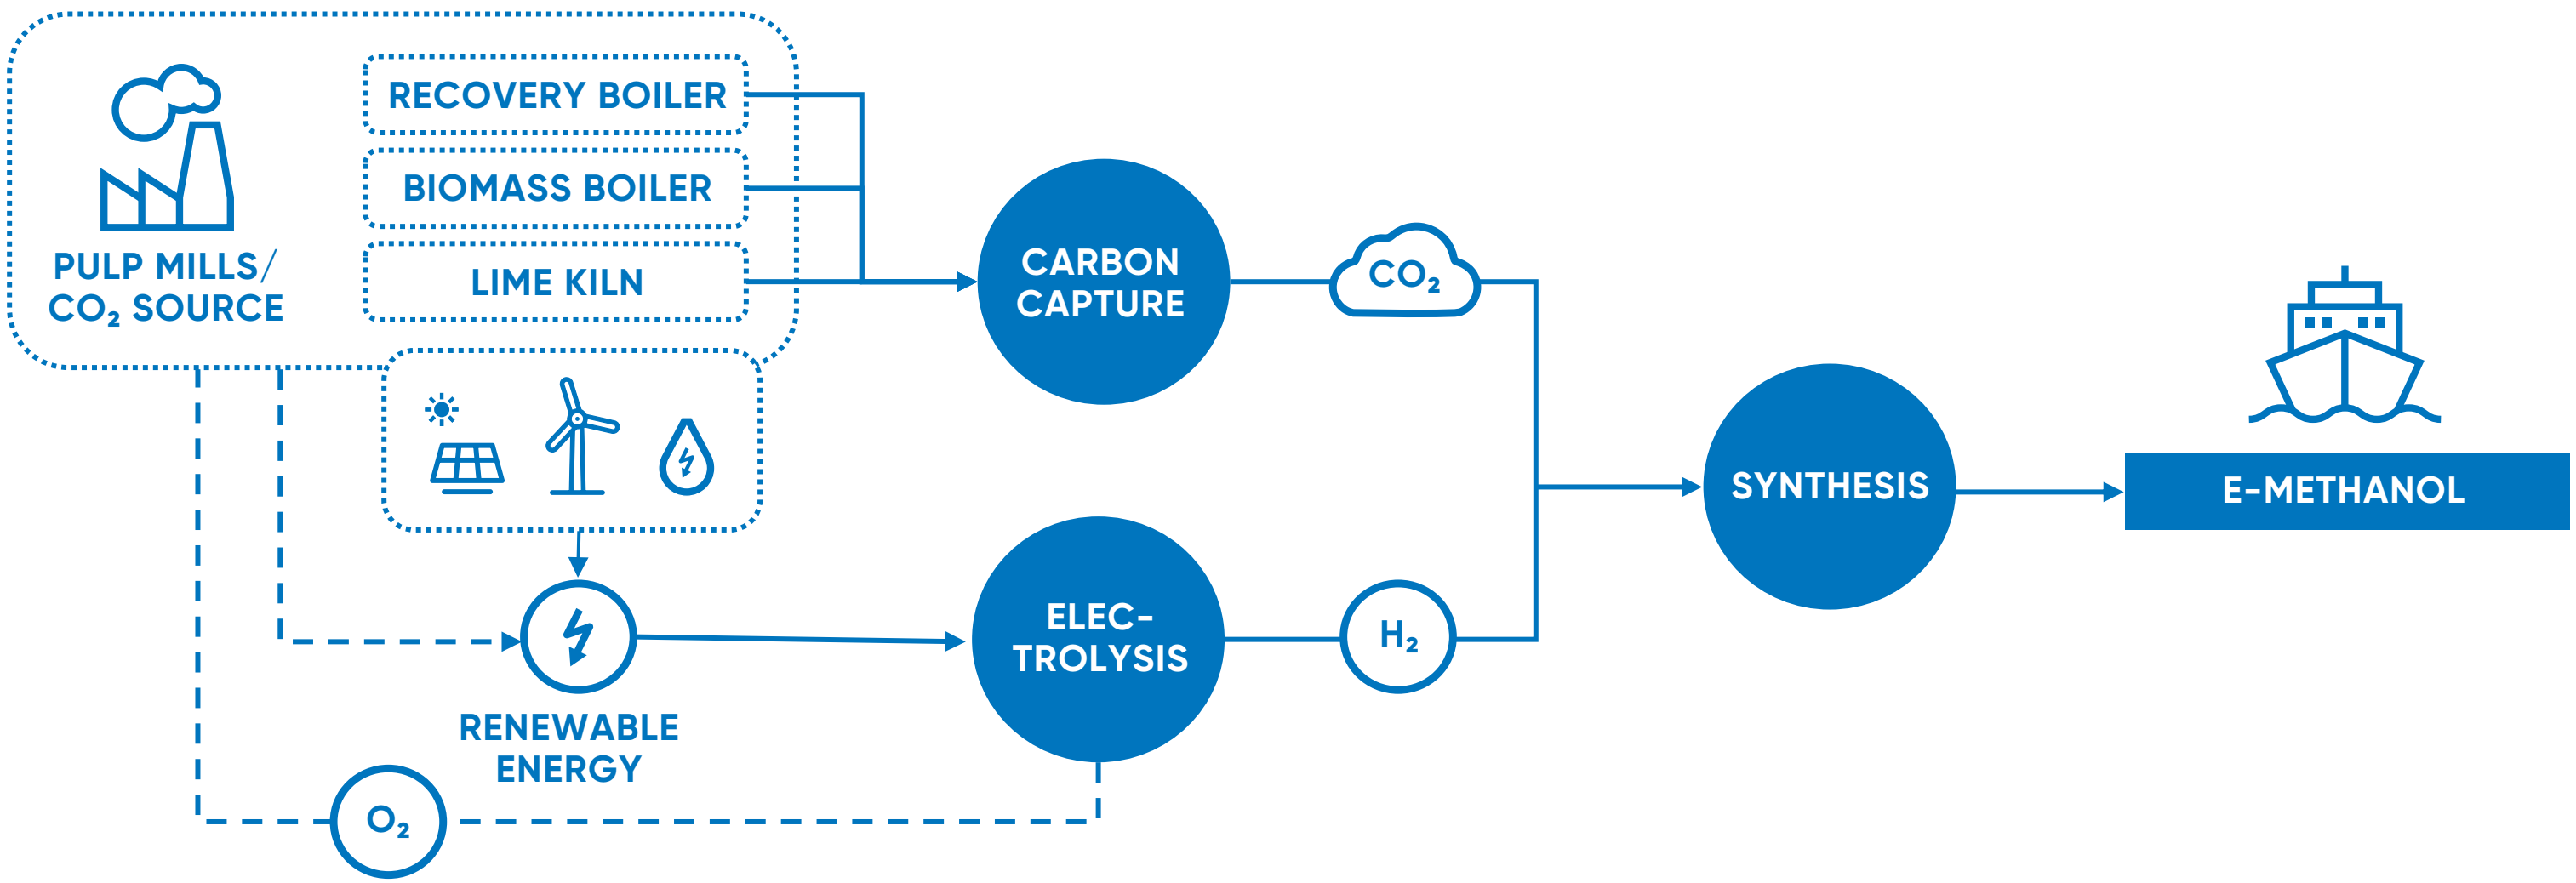 RECOVERY BOILER
BIOMASS BOILER
LIME KILN
PULP MILLS/
CO₂ SOURCE
CARBON
CAPTURE
CO₂
SYNTHESIS
E-METHANOL
ELEC-
TROLYSIS
H₂
RENEWABLE
ENERGY
O₂